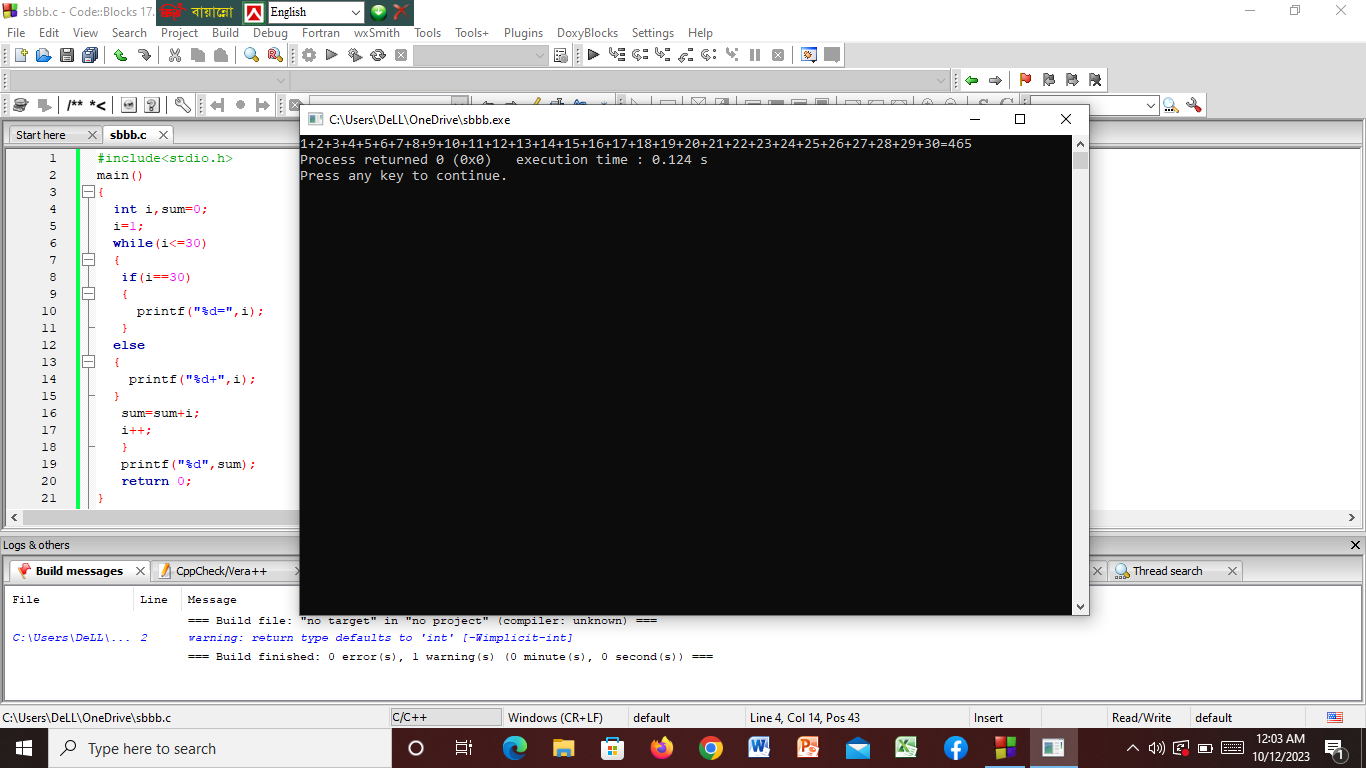 sbbb.c - Code::Blocks 17.
বায়ান্নো
English
File Edit View Search Project Build Debug Fortran wxSmith Tools Tools+ Plugins DoxyBlocks Settings Help
/** *<
Start here
sbbb.c
C:\Users\DeLL\OneDrive\sbbb.exe
1+2+3+4+5+6+7+8+9+10+11+12+13+14+15+16+17+18+19+20+21+22+23+24+25+26+27+28+29+30=465
Process returned 0 (0x0)   execution time : 0.124 s
Press any key to continue.
1 #include<stdio.h>
2 main()
3 {
4 int i,sum=0;
5 i=1;
6 while(i<=30)
7 {
8 if(i==30)
9 {
10 printf("%d=",i);
11 }
12 else
13 {
14 printf("%d+",i);
15 }
16 sum=sum+i;
17 i++;
18 }
19 printf("%d",sum);
20 return 0;
21 }
Logs & others
Build messages
CppCheck/Vera++
Thread search
File Line Message
=== Build file: "no target" in "no project" (compiler: unknown) ===
C:\Users\DeLL\... 2 warning: return type defaults to 'int' [-Wimplicit-int]
=== Build finished: 0 error(s), 1 warning(s) (0 minute(s), 0 second(s)) ===
C:\Users\DeLL\OneDrive\sbbb.c C/C++ Windows (CR+LF) default Line 4, Col 14, Pos 43 Insert Read/Write default
Type here to search
12:03 AM
10/12/2023
1